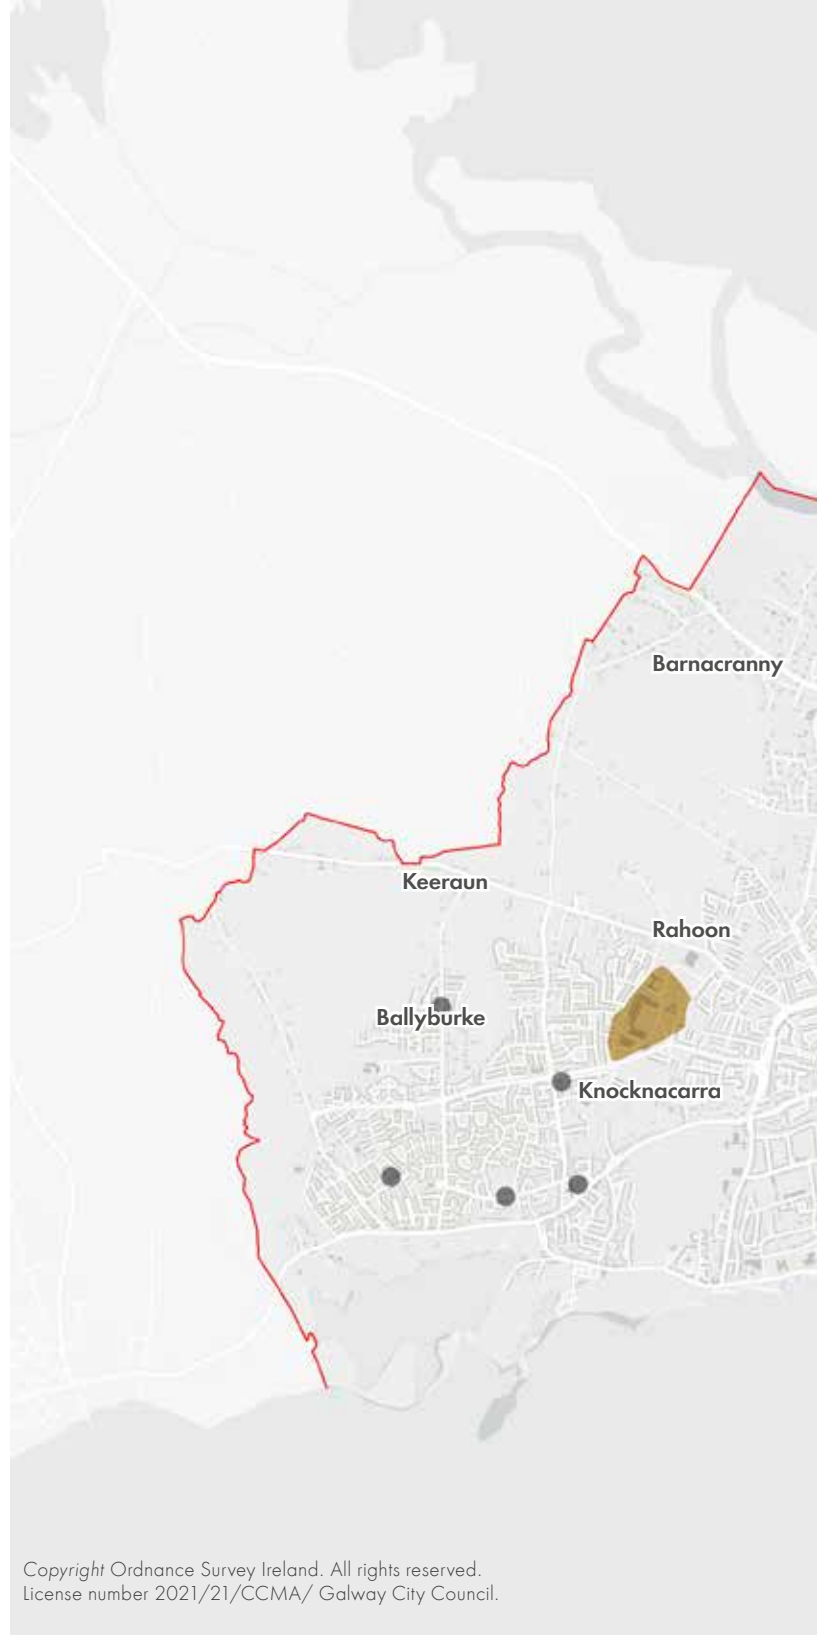 Barnacranny
Keeraun
Rahoon
Ballyburke
Knocknacarra
Copyright Ordnance Survey Ireland. All rights reserved.
License number 2021/21/CCMA/ Galway City Council.